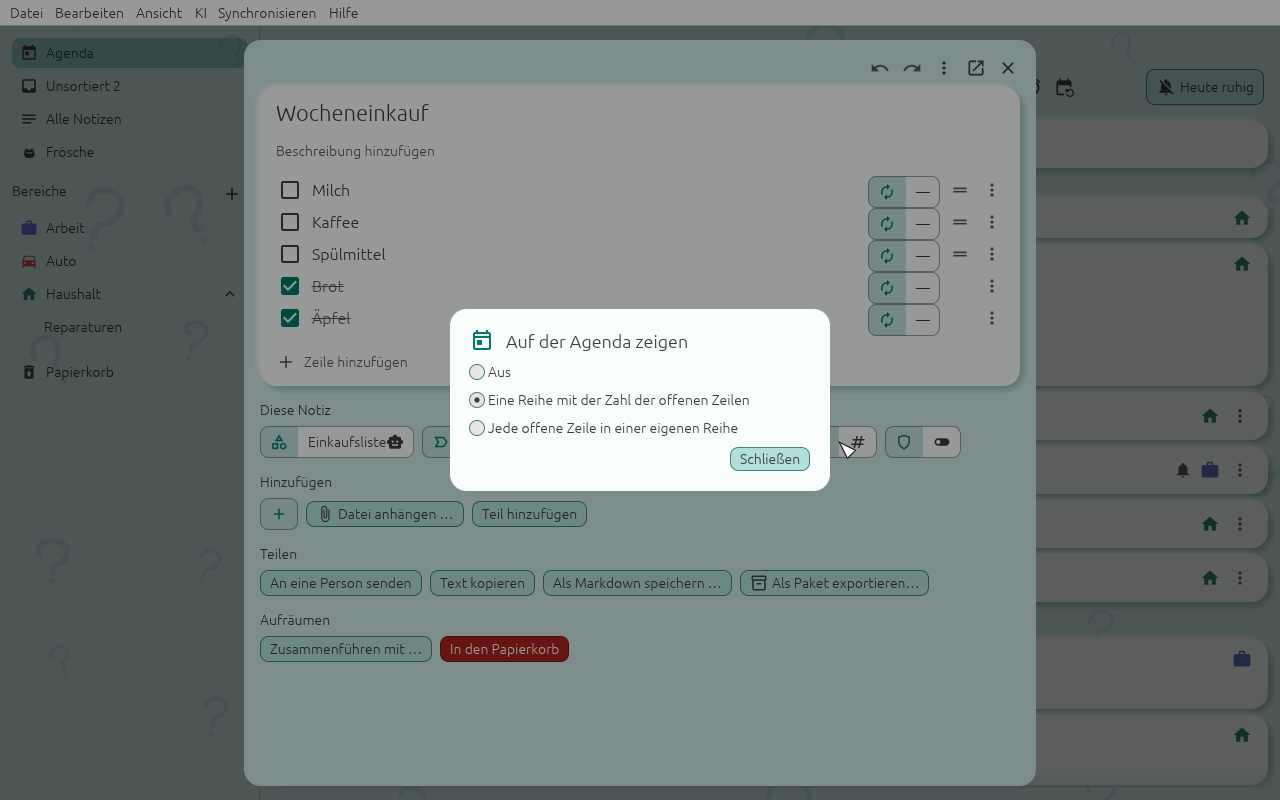 Datei Bearbeiten Ansicht KI Synchronisieren Hilfe
Agenda
Unsortiert 2
Alle Notizen
Frösche
Bereiche
Arbeit
Auto
Haushalt
Reparaturen
Papierkorb
Heute ruhig
Wocheneinkauf
Beschreibung hinzufügen
Milch
Kaffee
Spülmittel
Brot
Äpfel
Zeile hinzufügen
Auf der Agenda zeigen
Aus
Eine Reihe mit der Zahl der offenen Zeilen
Jede offene Zeile in einer eigenen Reihe
Schließen
Diese Notiz
Einkaufsliste
Hinzufügen
Datei anhängen …
Teil hinzufügen
Teilen
An eine Person senden
Text kopieren
Als Markdown speichern …
Als Paket exportieren…
Aufräumen
Zusammenführen mit …
In den Papierkorb